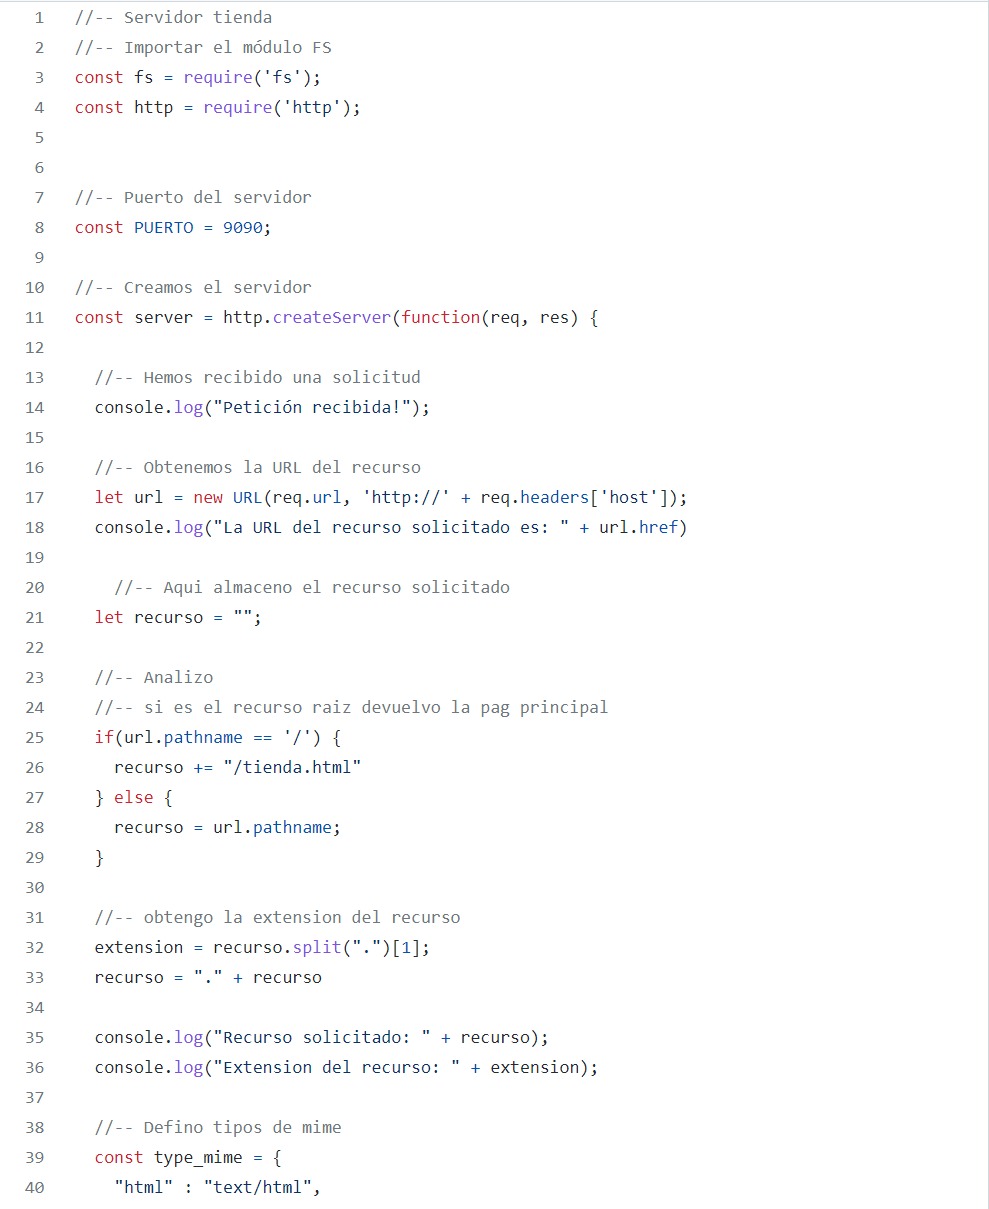 1 //-- Servidor tienda
2 //-- Importar el módulo FS
3 const fs = require('fs');
4 const http = require('http');
5
6
7 //-- Puerto del servidor
8 const PUERTO = 9090;
9
10 //-- Creamos el servidor
11 const server = http.createServer(function(req, res) {
12
13 //-- Hemos recibido una solicitud
14 console.log("Petición recibida!");
15
16 //-- Obtenemos la URL del recurso
17 let url = new URL(req.url, 'http://' + req.headers['host']);
18 console.log("La URL del recurso solicitado es: " + url.href)
19
20 //-- Aqui almaceno el recurso solicitado
21 let recurso = "";
22
23 //-- Analizo
24 //-- si es el recurso raiz devuelvo la pag principal
25 if(url.pathname == '/') {
26 recurso += "/tienda.html"
27 } else {
28 recurso = url.pathname;
29 }
30
31 //-- obtengo la extension del recurso
32 extension = recurso.split(".")[1];
33 recurso = "." + recurso
34
35 console.log("Recurso solicitado: " + recurso);
36 console.log("Extension del recurso: " + extension);
37
38 //-- Defino tipos de mime
39 const type_mime = {
40 "html" : "text/html",